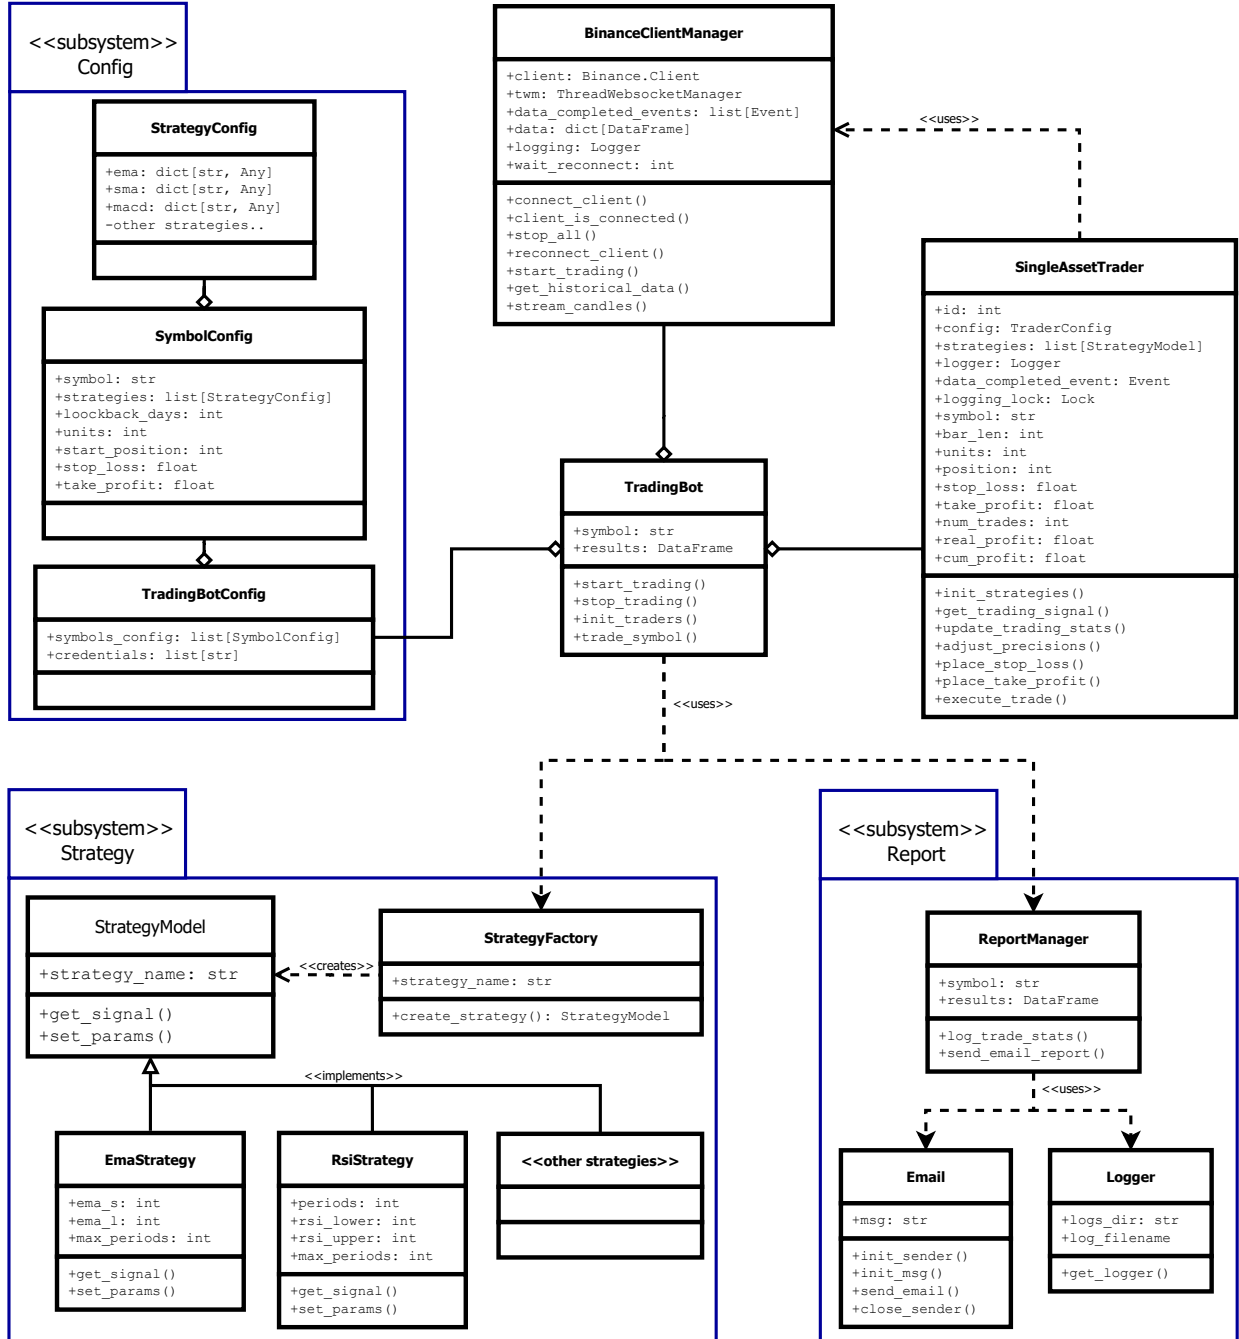 <<subsystem>>
Config
StrategyConfig
+ema: dict[str, Any]
+sma: dict[str, Any]
+macd: dict[str, Any]
-other strategies..
SymbolConfig
+symbol: str
+strategies: list[StrategyConfig]
+loockback_days: int
+units: int
+start_position: int
+stop_loss: float
+take_profit: float
TradingBotConfig
+symbols_config: list[SymbolConfig]
+credentials: list[str]
BinanceClientManager
+client: Binance.Client
+twm: ThreadWebsocketManager
+data_completed_events: list[Event]
+data: dict[DataFrame]
+logging: Logger
+wait_reconnect: int
+connect_client()
+client_is_connected()
+stop_all()
+reconnect_client()
+start_trading()
+get_historical_data()
+stream_candles()
<<uses>>
SingleAssetTrader
+id: int
+config: TraderConfig
+strategies: list[StrategyModel]
+logger: Logger
+data_completed_event: Event
+logging_lock: Lock
+symbol: str
+bar_len: int
+units: int
+position: int
+stop_loss: float
+take_profit: float
+num_trades: int
+real_profit: float
+cum_profit: float
+init_strategies()
+get_trading_signal()
+update_trading_stats()
+adjust_precisions()
+place_stop_loss()
+place_take_profit()
+execute_trade()
TradingBot
+symbol: str
+results: DataFrame
+start_trading()
+stop_trading()
+init_traders()
+trade_symbol()
<<uses>>
<<subsystem>>
Strategy
StrategyModel
+strategy_name: str
+get_signal()
+set_params()
<<creates>>
StrategyFactory
+strategy_name: str
+create_strategy(): StrategyModel
<<implements>>
EmaStrategy
+ema_s: int
+ema_l: int
+max_periods: int
+get_signal()
+set_params()
RsiStrategy
+periods: int
+rsi_lower: int
+rsi_upper: int
+max_periods: int
+get_signal()
+set_params()
<<other strategies>>
<<subsystem>>
Report
ReportManager
+symbol: str
+results: DataFrame
+log_trade_stats()
+send_email_report()
<<uses>>
Email
+msg: str
+init_sender()
+init_msg()
+send_email()
+close_sender()
Logger
+logs_dir: str
+log_filename
+get_logger()